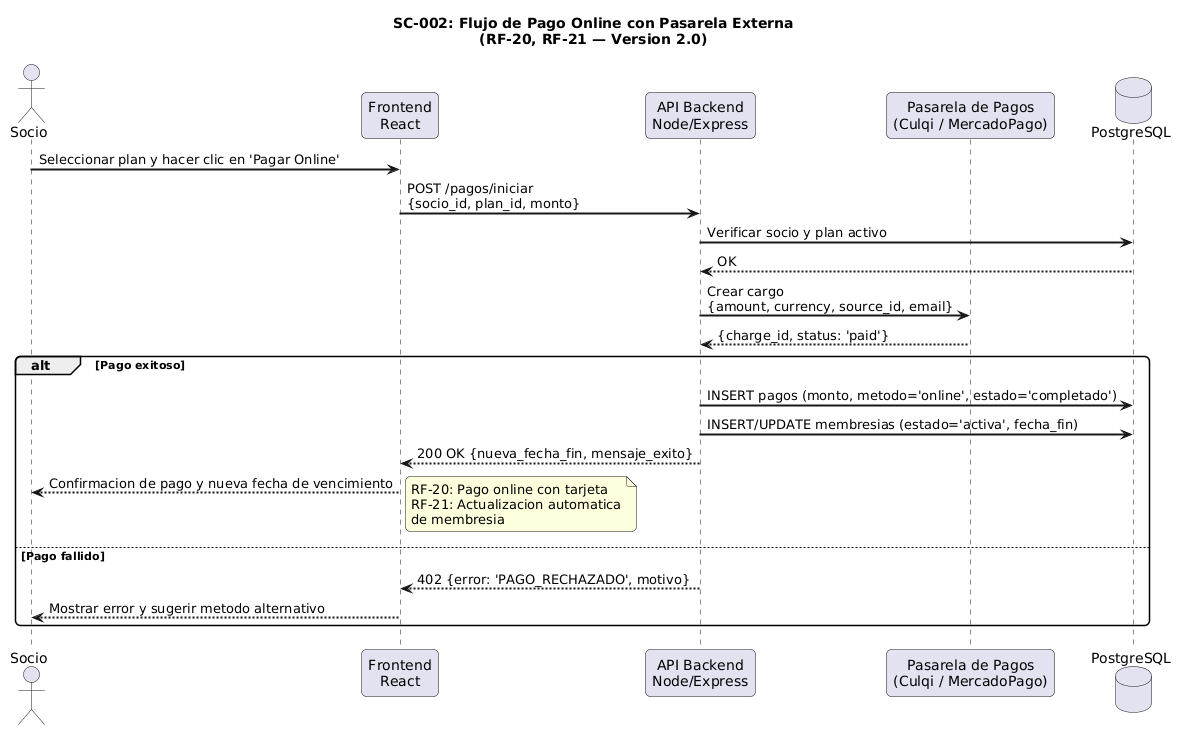 SC-002: Flujo de Pago Online con Pasarela Externa
(RF-20, RF-21 — Version 2.0)
Socio
Frontend
React
API Backend
Node/Express
Pasarela de Pagos
(Culqi / MercadoPago)
PostgreSQL
Seleccionar plan y hacer clic en 'Pagar Online'
POST /pagos/iniciar
{socio_id, plan_id, monto}
Verificar socio y plan activo
OK
Crear cargo
{amount, currency, source_id, email}
{charge_id, status: 'paid'}
alt [Pago exitoso]
INSERT pagos (monto, metodo='online', estado='completado')
INSERT/UPDATE membresias (estado='activa', fecha_fin)
200 OK {nueva_fecha_fin, mensaje_exito}
Confirmacion de pago y nueva fecha de vencimiento
RF-20: Pago online con tarjeta
RF-21: Actualizacion automatica
de membresia
[Pago fallido]
402 {error: 'PAGO_RECHAZADO', motivo}
Mostrar error y sugerir metodo alternativo
Socio
Frontend
React
API Backend
Node/Express
Pasarela de Pagos
(Culqi / MercadoPago)
PostgreSQL